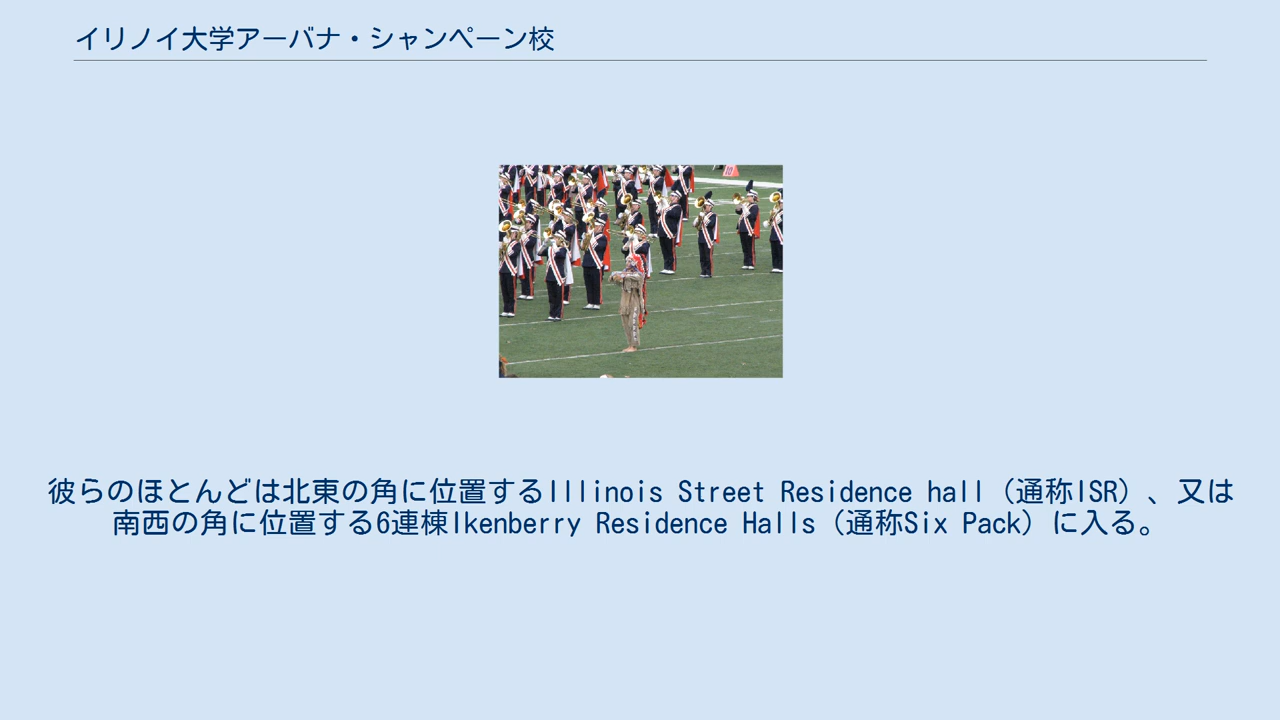 イリノイ大学アーバナ・シャンペーン校
彼らのほとんどは北東の角に位置するIllinois Street Residence hall（通称ISR）、又は
南西の角に位置する6連棟Ikenberry Residence Halls（通称Six Pack）に入る。